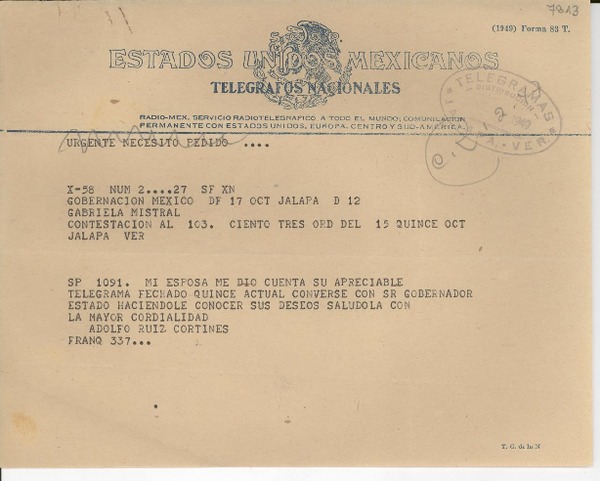 7813
(1949) Forma 83 T.
ESTADOS UNIDOS MEXICANOS
TELEGRAFOS NACIONALES
RADIO-MEX. SERVICIO RADIOTELEGRAFICO A TODO EL MUNDO; COMUNICACION
PERMANENTE CON ESTADOS UNIDOS, EUROPA, CENTRO Y SUD-AMERICA.
TELEGRAMAS
DISTRIBUCION
VER.
URGENTE NECESITO PEDIDO ....
X-58 NUM 2....27 SF XN
GOBERNACION MEXICO DF 17 OCT JALAPA D 12
GABRIELA MISTRAL
CONTESTACION AL 103. CIENTO TRES ORD DEL 15 QUINCE OCT
JALAPA VER
SP 1091. MI ESPOSA ME DIO CUENTA SU APRECIABLE
TELEGRAMA FECHADO QUINCE ACTUAL CONVERSE CON SR GOBERNADOR
ESTADO HACIENDOLE CONOCER SUS DESEOS SALUDOLA CON
LA MAYOR CORDIALIDAD
ADOLFO RUIZ CORTINES
FRANQ 337...
T. G. de la N